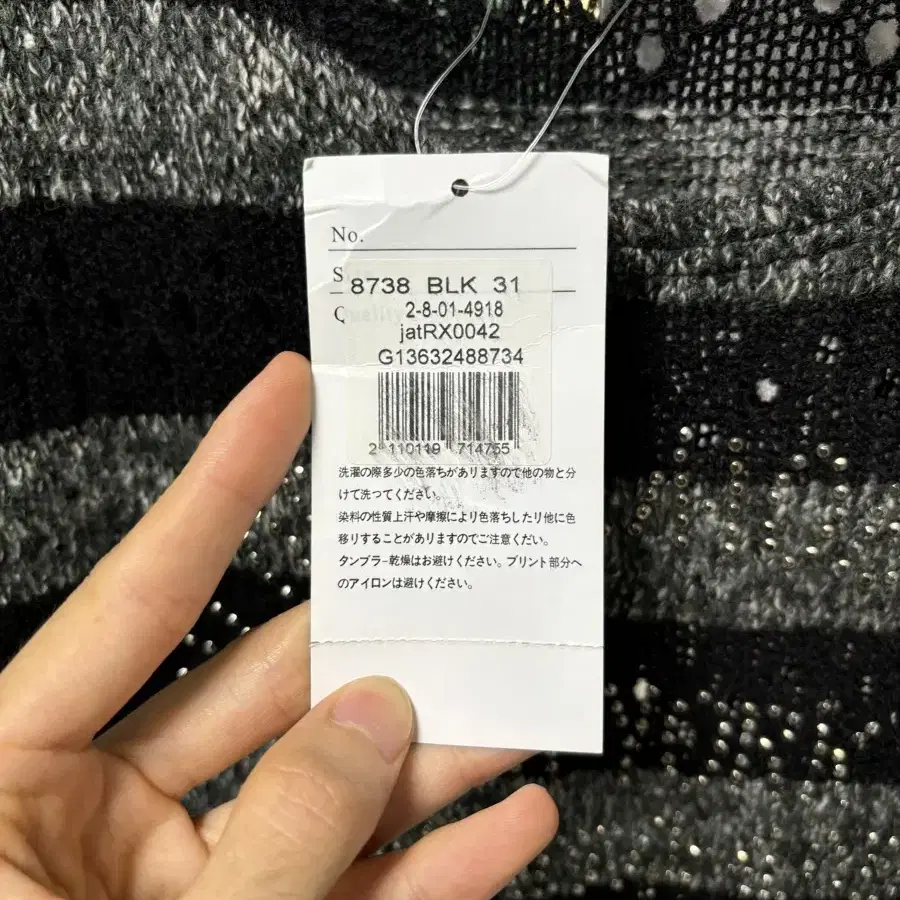 No.
S
8738 BLK 31
Quality
2-8-01-4918
jatRX0042
G13632488734
2 110119 714755
洗濯の際多少の色落ちがありますので他の物と分
けて洗つてください。
染料の性質上汗や摩擦により色落ちしたリ他に色
移りすることがありますのでご注意くだい。
タンブラ−乾燥はお避けください。プリント部分へ
のアイロンは避けください。